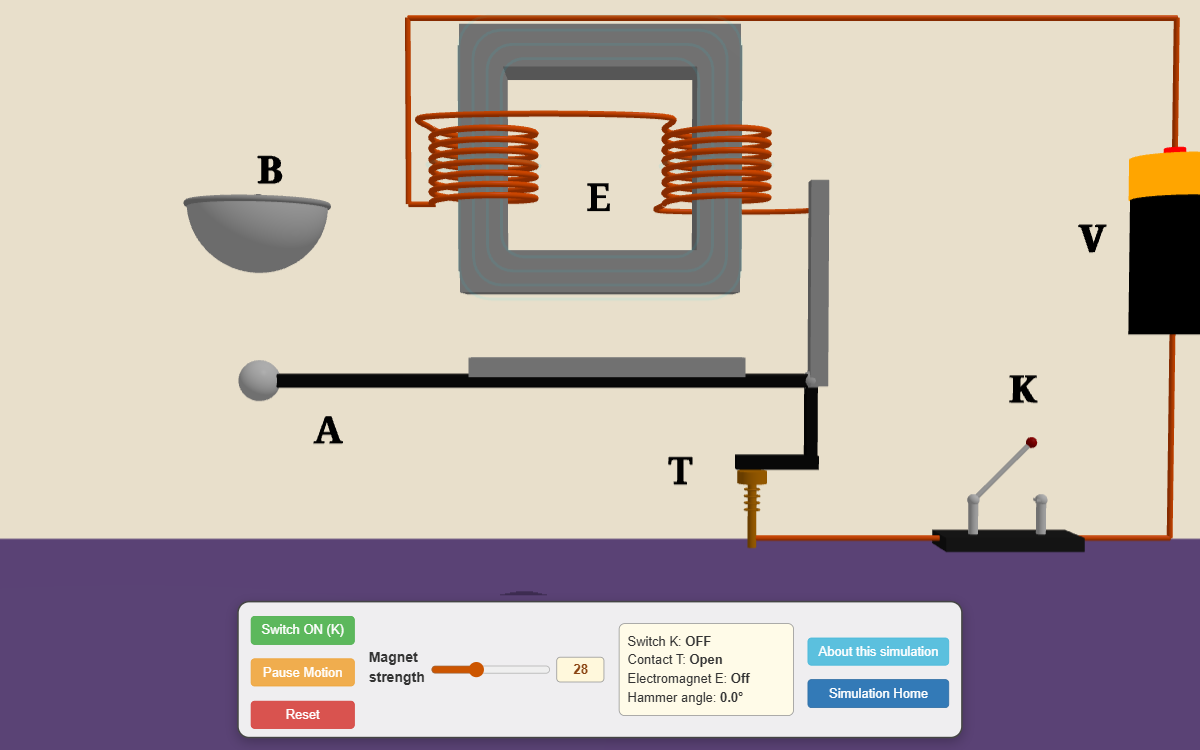 B
E
V
K
A
T
Switch ON (K)
Pause Motion
Reset
Magnet
strength
28
Switch K: OFF
Contact T: Open
Electromagnet E: Off
Hammer angle: 0.0°
About this simulation
Simulation Home